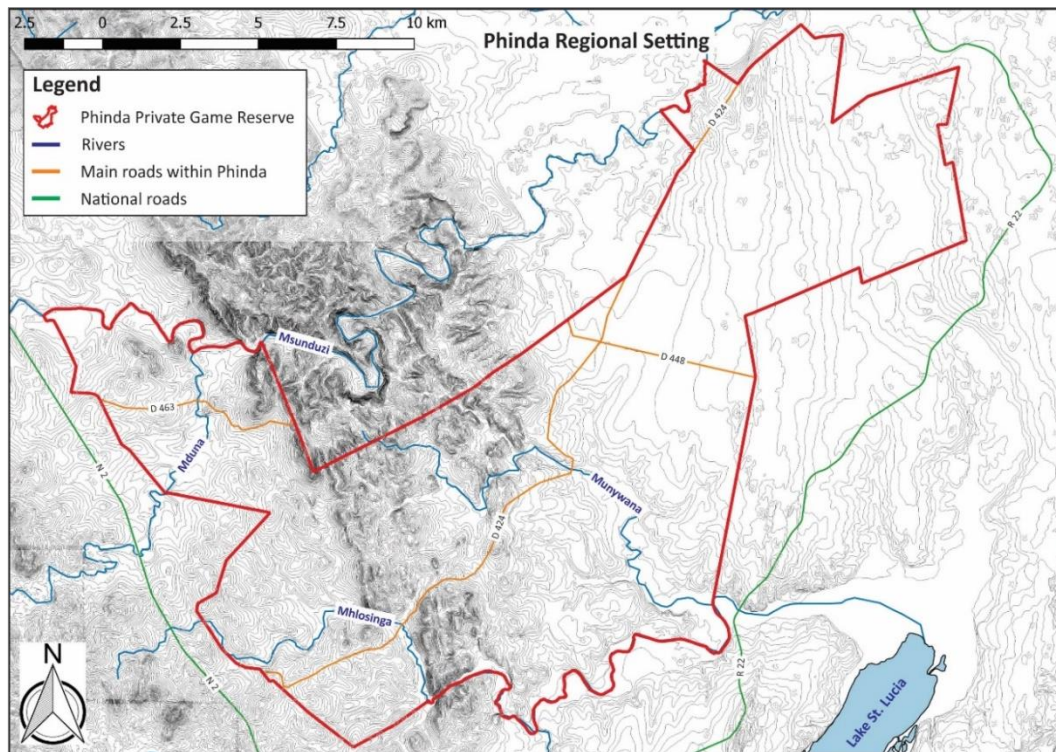 2.5 0.0 2.5 5 7.5 10 km
Phinda Regional Setting
Legend
Phinda Private Game Reserve
Rivers
Main roads within Phinda
National roads
D 424
R 22
Msunduzi
D 448
D 463
Mduna
N 2
Munywana
D 424
Mhlosinga
N
N 2
R 22
Lake St. Lucia